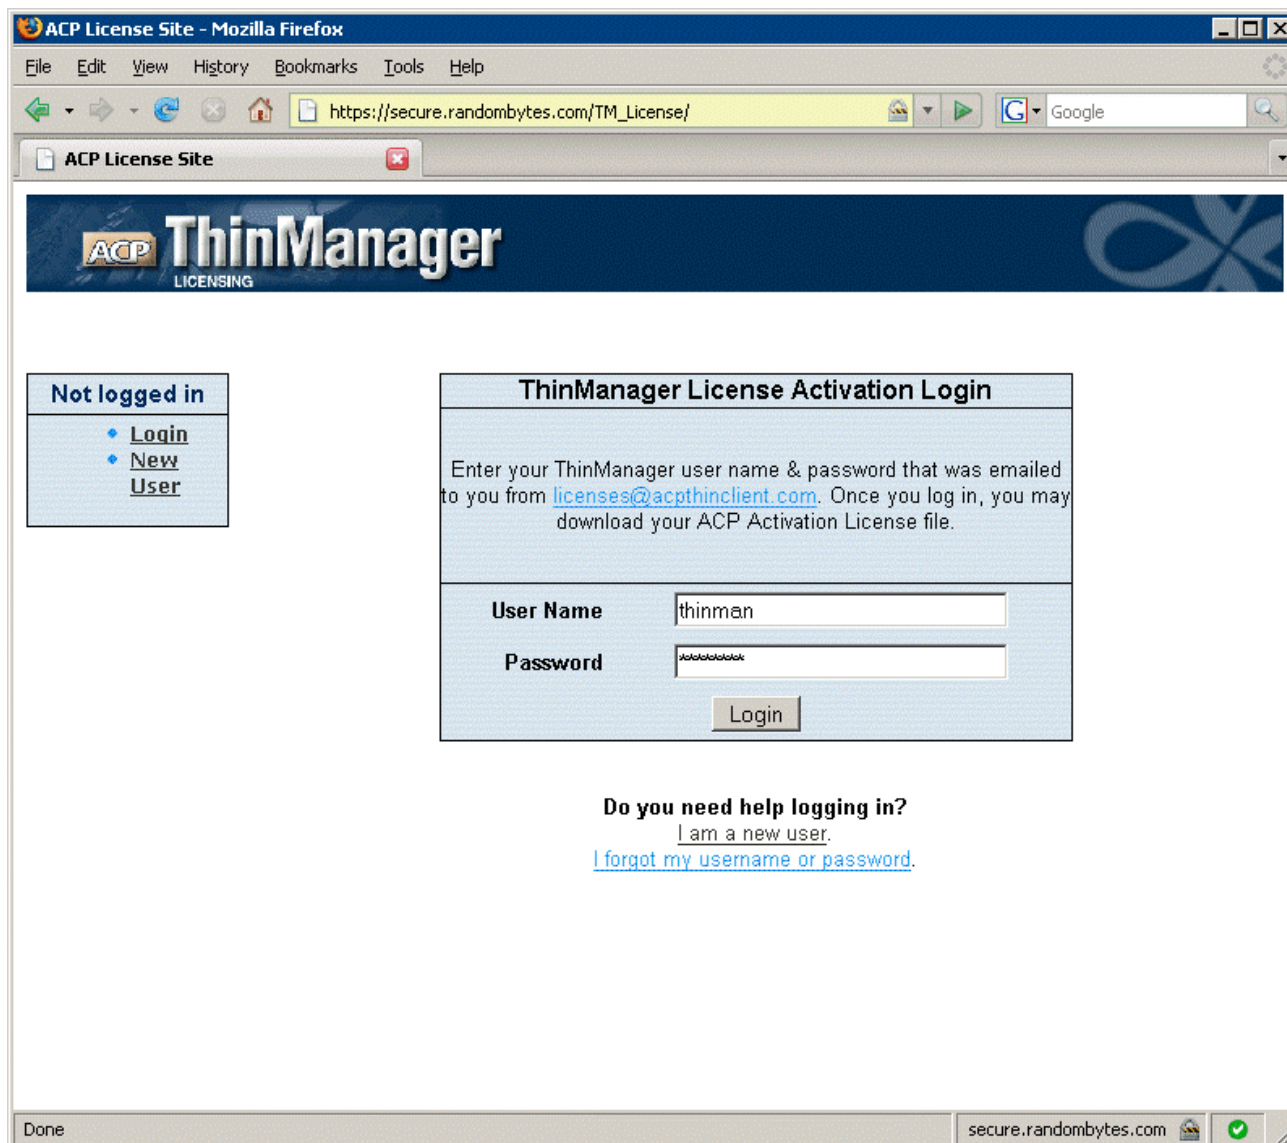 ACP License Site - Mozilla Firefox
File Edit View History Bookmarks Tools Help
https://secure.randombytes.com/TM_License/
G Google
ACP License Site
ACP ThinManager
LICENSING
Not logged in
Login
New
User
ThinManager License Activation Login
Enter your ThinManager user name & password that was emailed
to you from licenses@acpthinclient.com. Once you log in, you may
download your ACP Activation License file.
User Name thinman
Password *********
Login
Do you need help logging in?
I am a new user.
I forgot my username or password.
Done secure.randombytes.com